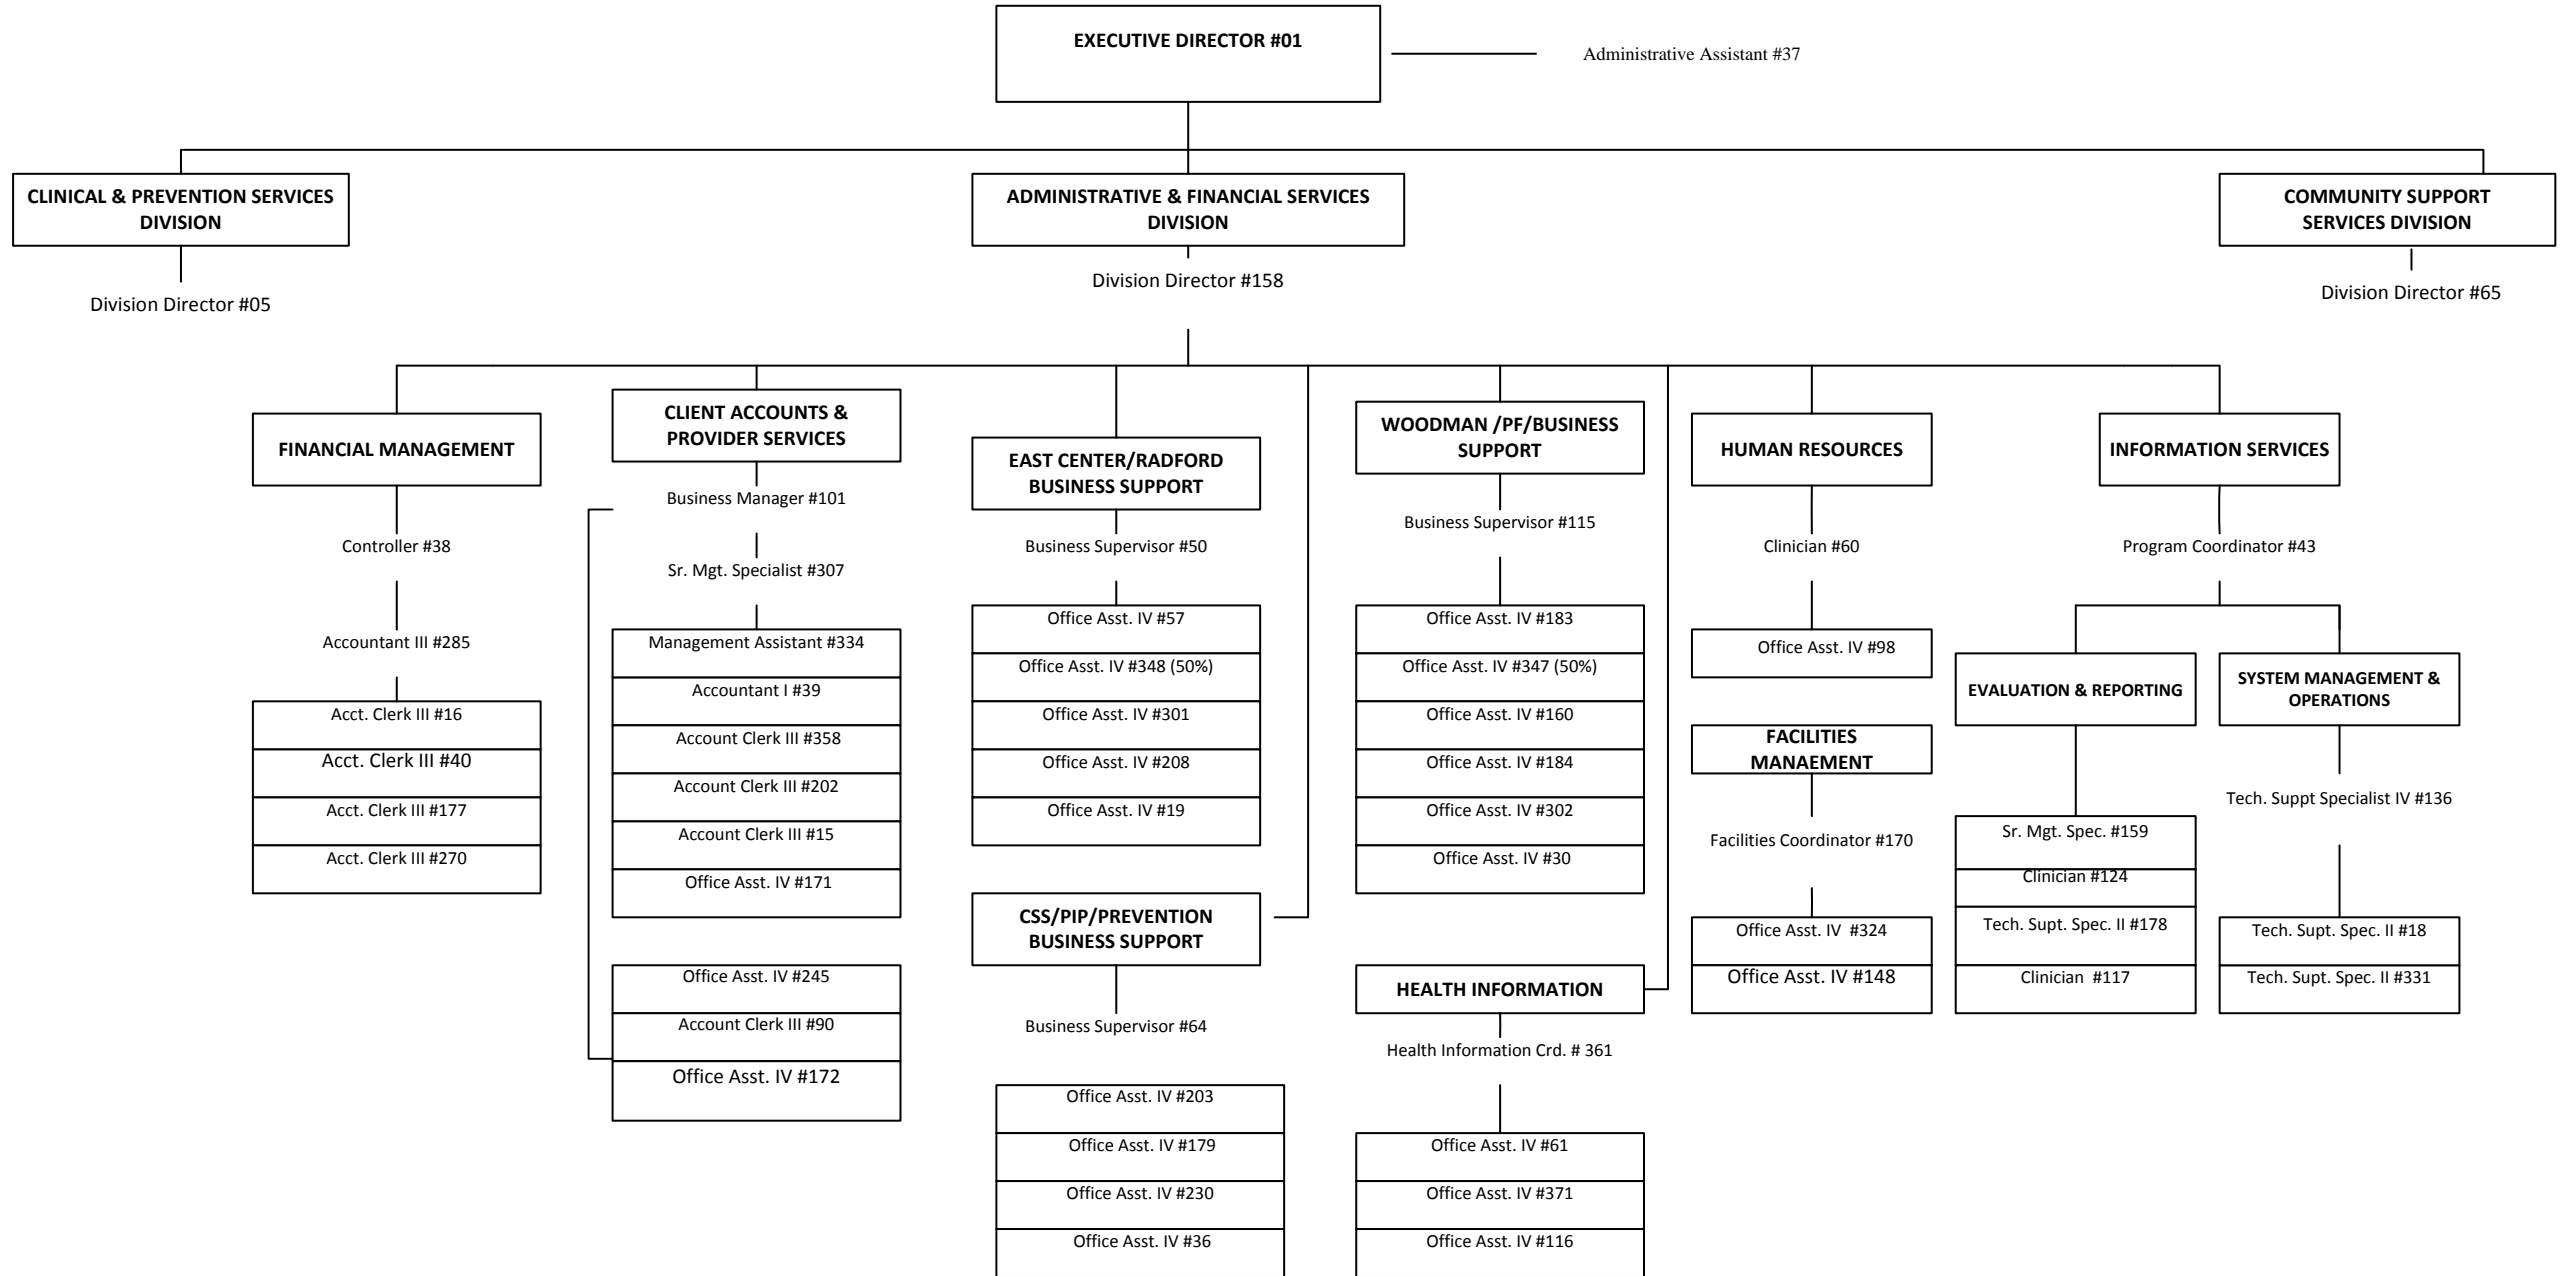 EXECUTIVE DIRECTOR #01
Administrative Assistant #37
CLINICAL & PREVENTION SERVICES
DIVISION
Division Director #05
ADMINISTRATIVE & FINANCIAL SERVICES
DIVISION
Division Director #158
COMMUNITY SUPPORT
SERVICES DIVISION
Division Director #65
FINANCIAL MANAGEMENT
Controller #38
Accountant III #285
Acct. Clerk III #16
Acct. Clerk III #40
Acct. Clerk III #177
Acct. Clerk III #270
CLIENT ACCOUNTS &
PROVIDER SERVICES
Business Manager #101
Sr. Mgt. Specialist #307
Management Assistant #334
Accountant I #39
Account Clerk III #358
Account Clerk III #202
Account Clerk III #15
Office Asst. IV #171
Office Asst. IV #245
Account Clerk III #90
Office Asst. IV #172
EAST CENTER/RADFORD
BUSINESS SUPPORT
Business Supervisor #50
Office Asst. IV #57
Office Asst. IV #348 (50%)
Office Asst. IV #301
Office Asst. IV #208
Office Asst. IV #19
CSS/PIP/PREVENTION
BUSINESS SUPPORT
Business Supervisor #64
Office Asst. IV #203
Office Asst. IV #179
Office Asst. IV #230
Office Asst. IV #36
WOODMAN /PF/BUSINESS
SUPPORT
Business Supervisor #115
Office Asst. IV #183
Office Asst. IV #347 (50%)
Office Asst. IV #160
Office Asst. IV #184
Office Asst. IV #302
Office Asst. IV #30
HEALTH INFORMATION
Health Information Crd. # 361
Office Asst. IV #61
Office Asst. IV #371
Office Asst. IV #116
HUMAN RESOURCES
Clinician #60
Office Asst. IV #98
FACILITIES
MANAEMENT
Facilities Coordinator #170
Office Asst. IV #324
Office Asst. IV #148
INFORMATION SERVICES
Program Coordinator #43
EVALUATION & REPORTING
Sr. Mgt. Spec. #159
Clinician #124
Tech. Supt. Spec. II #178
Clinician #117
SYSTEM MANAGEMENT &
OPERATIONS
Tech. Suppt Specialist IV #136
Tech. Supt. Spec. II #18
Tech. Supt. Spec. II #331